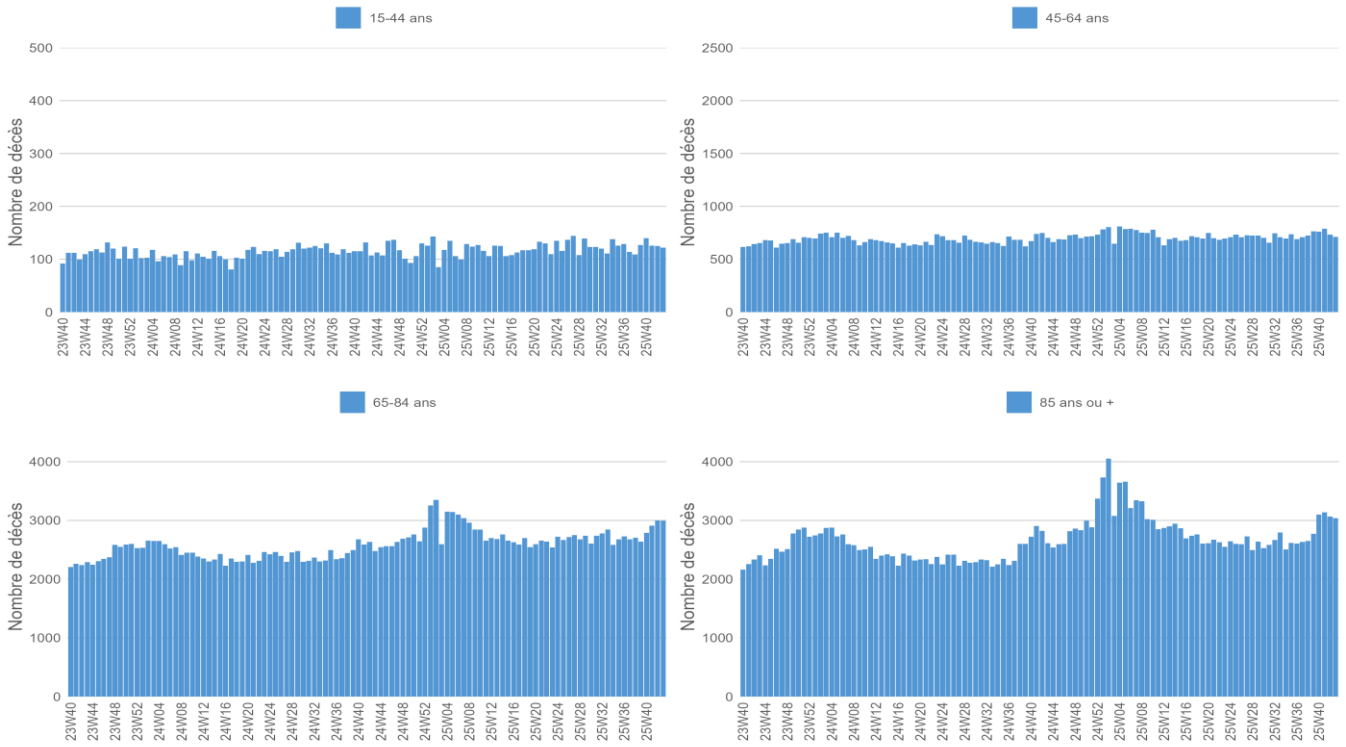 15-44 ans
Nombre de décès
500
400
300
200
100
0
23W40 23W44 23W48 23W52 24W04 24W08 24W12 24W16 24W20 24W24 24W28 24W32 24W36 24W40 24W44 24W48 24W52 25W04 25W08 25W12 25W16 25W20 25W24 25W28 25W32 25W36 25W40
45-64 ans
Nombre de décès
2500
2000
1500
1000
500
0
23W40 23W44 23W48 23W52 24W04 24W08 24W12 24W16 24W20 24W24 24W28 24W32 24W36 24W40 24W44 24W48 24W52 25W04 25W08 25W12 25W16 25W20 25W24 25W28 25W32 25W36 25W40
65-84 ans
Nombre de décès
4000
3000
2000
1000
0
23W40 23W44 23W48 23W52 24W04 24W08 24W12 24W16 24W20 24W24 24W28 24W32 24W36 24W40 24W44 24W48 24W52 25W04 25W08 25W12 25W16 25W20 25W24 25W28 25W32 25W36 25W40
85 ans ou +
Nombre de décès
4000
3000
2000
1000
0
23W40 23W44 23W48 23W52 24W04 24W08 24W12 24W16 24W20 24W24 24W28 24W32 24W36 24W40 24W44 24W48 24W52 25W04 25W08 25W12 25W16 25W20 25W24 25W28 25W32 25W36 25W40